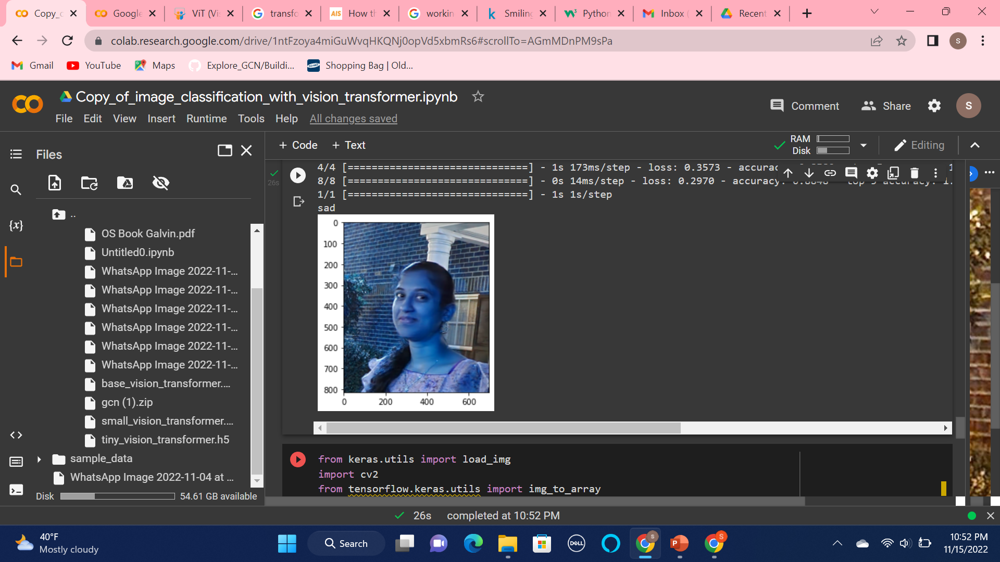 Copy_c
Google
ViT (Vi
transfo
How th
workin
Smiling
Python
Inbox (
Recent
colab.research.google.com/drive/1ntFzoya4miGuWvqHKQNj0opVd5xbmRs6#scrollTo=AGmMDnPM9sPa
S
Gmail
YouTube
Maps
Explore_GCN/Buildi...
Shopping Bag | Old...
Copy_of_image_classification_with_vision_transformer.ipynb
Comment
Share
S
File Edit View Insert Runtime Tools Help All changes saved
Files
+ Code + Text
RAM
Disk
Editing
4/4 [==============================] - 1s 173ms/step - loss: 0.3573 - accurac
26s
8/8 [==============================] - 0s 14ms/step - loss: 0.2970 - accuracy:
1/1 [==============================] - 1s 1s/step
sad
0
100
200
300
400
500
600
700
800
0 200 400 600
..
OS Book Galvin.pdf
Untitled0.ipynb
WhatsApp Image 2022-11-...
WhatsApp Image 2022-11-...
WhatsApp Image 2022-11-...
WhatsApp Image 2022-11-...
WhatsApp Image 2022-11-...
WhatsApp Image 2022-11-...
base_vision_transformer....
gcn (1).zip
small_vision_transformer....
tiny_vision_transformer.h5
sample_data
WhatsApp Image 2022-11-04 at ...
Disk 54.61 GB available
from keras.utils import load_img
import cv2
from tensorflow.keras.utils import img_to_array
26s completed at 10:52 PM
40°F
Mostly cloudy
Search
DELL
10:52 PM
11/15/2022